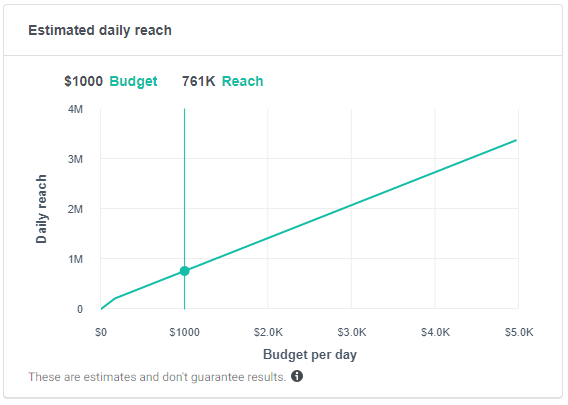 Estimated daily reach
$1000 Budget 761K Reach
4M
3M
2M
1M
0
Daily reach
$0 $1000 $2.0K $3.0K $4.0K $5.0K
Budget per day
These are estimates and don't guarantee results.